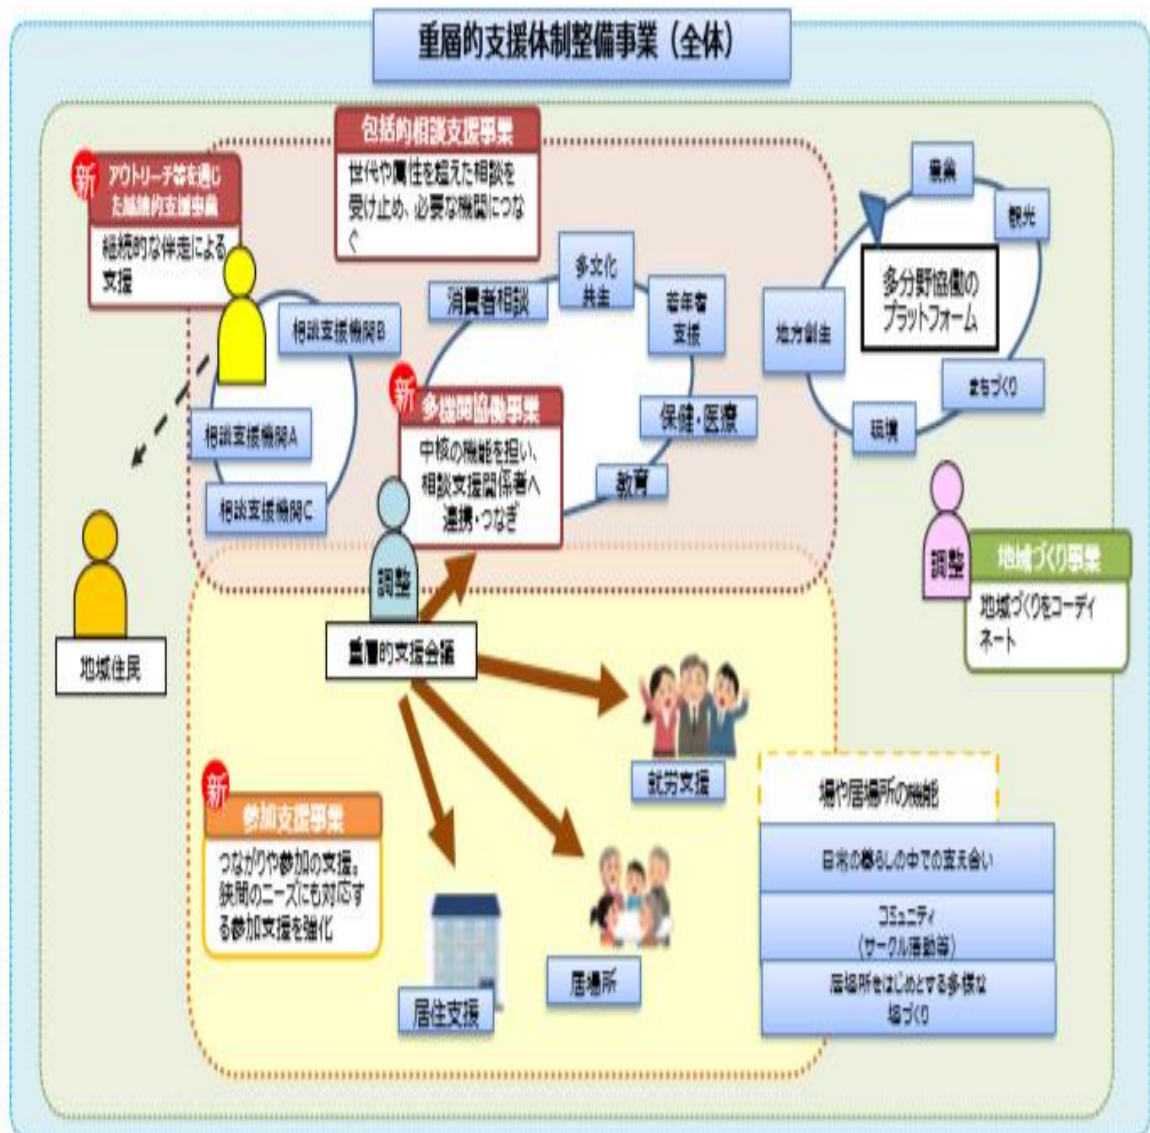 重層的支援体制整備事業（全体）
包括的相談支援事業
世代や属性を超えた相談を
受け止め、必要な機関につな
ぐ
新
アウトリーチ等を通じ
た継続的支援事業
継続的な伴走による
支援
相談支援機関B
相談支援機関A
相談支援機関C
消費者相談
多文化
共生
若年者
支援
保健・医療
教育
新
多機関協働事業
中核の機能を担い、
相談支援関係者へ
連携・つなぎ
農業
観光
多分野協働の
プラットフォーム
地方創生
まちづくり
環境
調整
地域づくり事業
地域づくりをコーディ
ネート
地域住民
調整
重層的支援会議
就労支援
新
参加支援事業
つながりや参加の支援。
狭間のニーズにも対応す
る参加支援を強化
居場所
居住支援
場や居場所の機能
日常の暮らしの中での支え合い
コミュニティ
（サークル活動等）
居場所をはじめとする多様な
場づくり